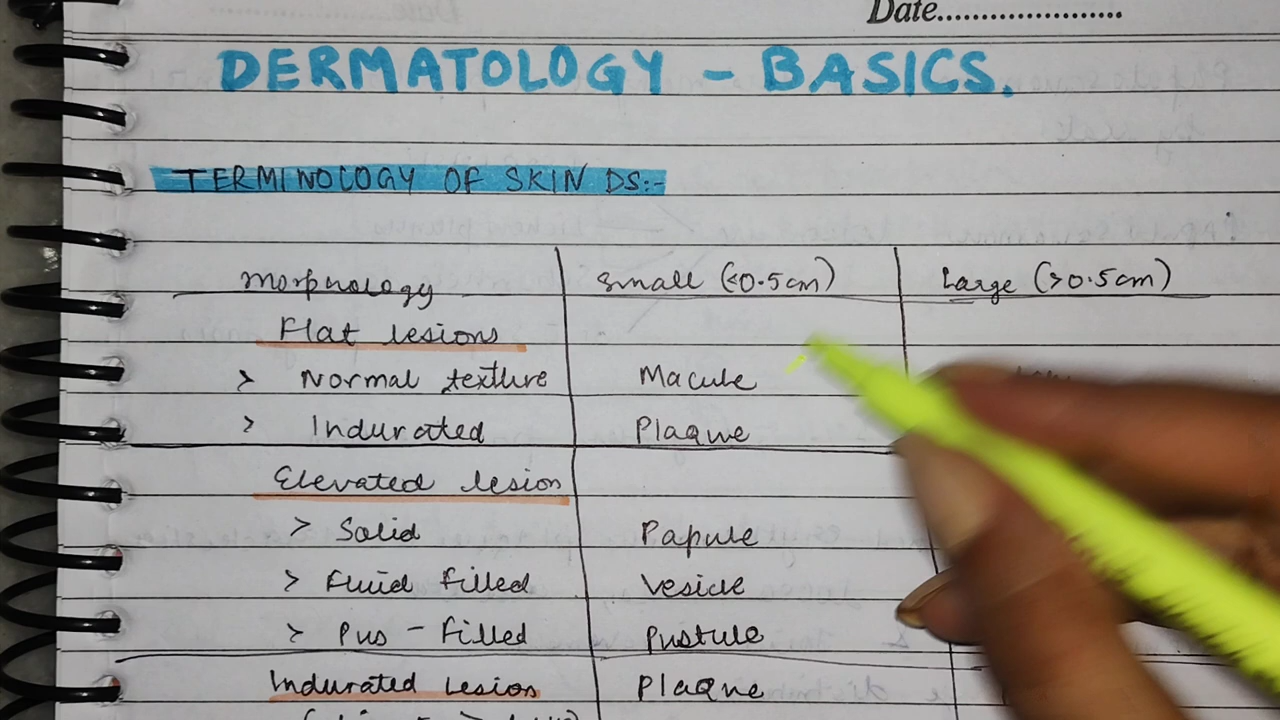 Date.....................
DERMATOLOGY - BASICS.
TERMINOLOGY OF SKIN DS:-
Morphology Small (<0.5cm) Large (>0.5cm)
Flat lesions
> Normal texture Macule
> Indurated Plaque
Elevated lesion
> Solid Papule
> Fluid filled Vesicle
> Pus - filled Pustule
Indurated lesion Plaque